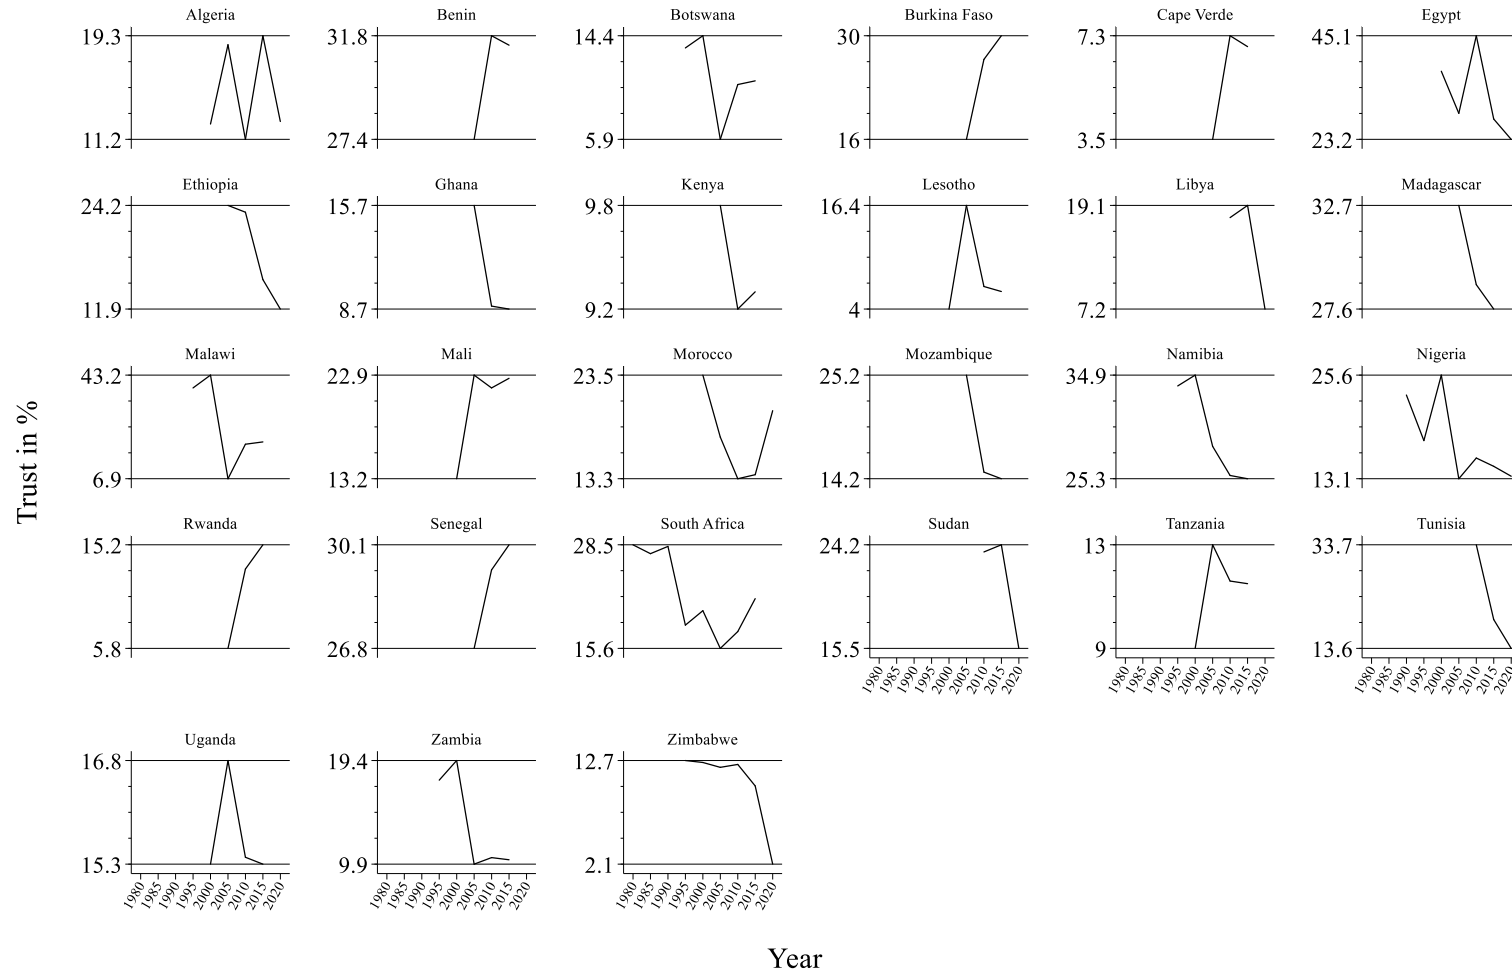 Algeria Benin Botswana Burkina Faso Cape Verde Egypt
19.3 31.8 14.4 30 7.3 45.1
11.2 27.4 5.9 16 3.5 23.2
Ethiopia Ghana Kenya Lesotho Libya Madagascar
24.2 15.7 9.8 16.4 19.1 32.7
11.9 8.7 9.2 4 7.2 27.6
Malawi Mali Morocco Mozambique Namibia Nigeria
43.2 22.9 23.5 25.2 34.9 25.6
6.9 13.2 13.3 14.2 25.3 13.1
Trust in %
Rwanda Senegal South Africa Sudan Tanzania Tunisia
15.2 30.1 28.5 24.2 13 33.7
5.8 26.8 15.6 15.5 9 13.6
1980 1985 1990 1995 2000 2005 2010 2015 2020 1980 1985 1990 1995 2000 2005 2010 2015 2020 1980 1985 1990 1995 2000 2005 2010 2015 2020
Uganda Zambia Zimbabwe
16.8 19.4 12.7
15.3 9.9 2.1
1980 1985 1990 1995 2000 2005 2010 2015 2020 1980 1985 1990 1995 2000 2005 2010 2015 2020 1980 1985 1990 1995 2000 2005 2010 2015 2020
Year